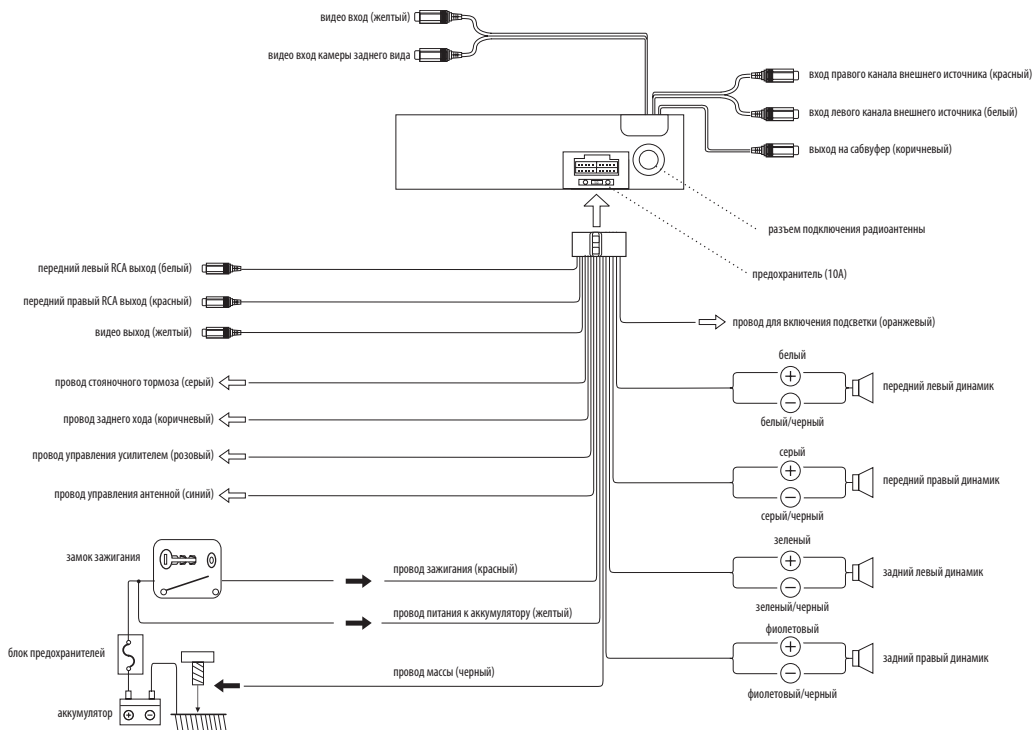 видео вход (желтый)
видео вход камеры заднего вида
вход правого канала внешнего источника (красный)
вход левого канала внешнего источника (белый)
выход на сабвуфер (коричневый)
разъем подключения радиоантенны
предохранитель (10А)
передний левый RCA выход (белый)
передний правый RCA выход (красный)
видео выход (желтый)
провод для включения подсветки (оранжевый)
провод стояночного тормоза (серый)
провод заднего хода (коричневый)
провод управления усилителем (розовый)
провод управления антенной (синий)
белый
передний левый динамик
белый/черный
серый
передний правый динамик
серый/черный
зеленый
задний левый динамик
зеленый/черный
фиолетовый
задний правый динамик
фиолетовый/черный
замок зажигания
провод зажигания (красный)
провод питания к аккумулятору (желтый)
блок предохранителей
провод массы (черный)
аккумулятор